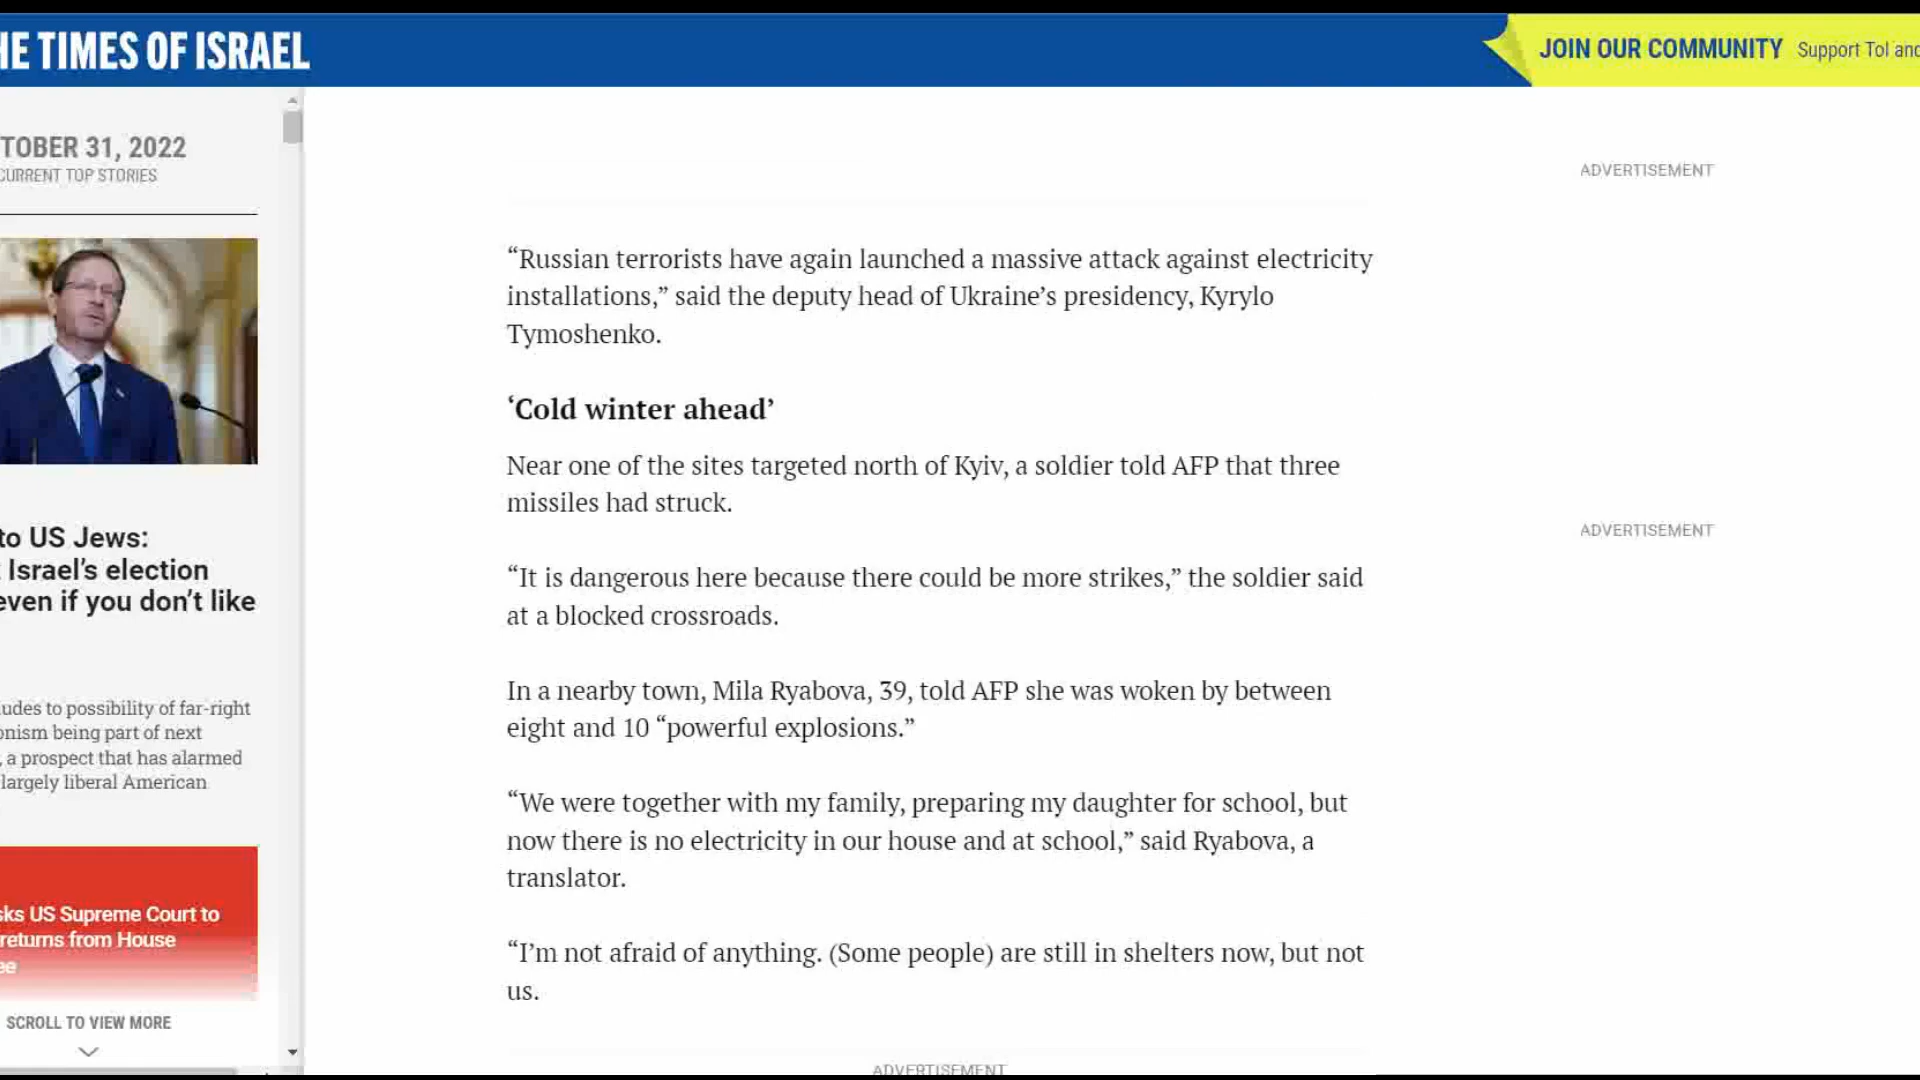 HE TIMES OF ISRAEL
JOIN OUR COMMUNITY Support ToI and
TOBER 31, 2022
CURRENT TOP STORIES
to US Jews:
Israel’s election
even if you don’t like
udes to possibility of far-right
onism being part of next
, a prospect that has alarmed
largely liberal American
sks US Supreme Court to
returns from House
ee
SCROLL TO VIEW MORE
ADVERTISEMENT
“Russian terrorists have again launched a massive attack against electricity
installations,” said the deputy head of Ukraine’s presidency, Kyrylo
Tymoshenko.
‘Cold winter ahead’
Near one of the sites targeted north of Kyiv, a soldier told AFP that three
missiles had struck.
ADVERTISEMENT
“It is dangerous here because there could be more strikes,” the soldier said
at a blocked crossroads.
In a nearby town, Mila Ryabova, 39, told AFP she was woken by between
eight and 10 “powerful explosions.”
“We were together with my family, preparing my daughter for school, but
now there is no electricity in our house and at school,” said Ryabova, a
translator.
“I’m not afraid of anything. (Some people) are still in shelters now, but not
us.
ADVERTISEMENT